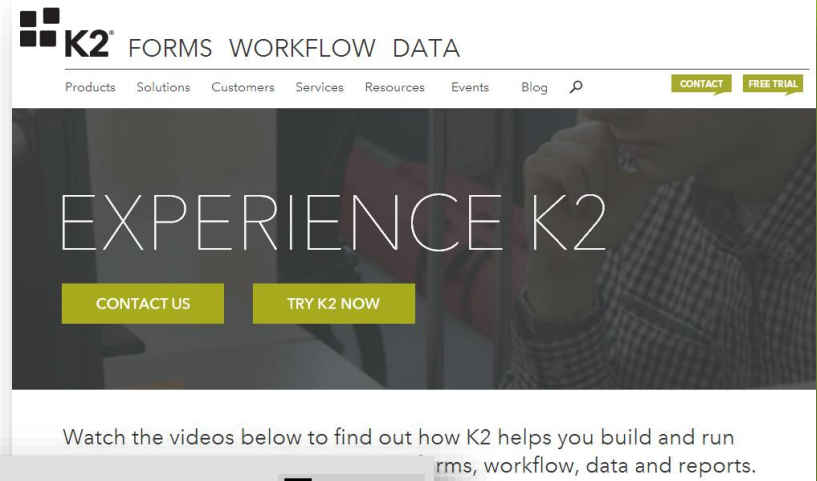 K2 FORMS WORKFLOW DATA
Products Solutions Customers Services Resources Events Blog CONTACT FREE TRIAL
EXPERIENCE K2
CONTACT US TRY K2 NOW
Watch the videos below to find out how K2 helps you build and run
workflow, data and reports.